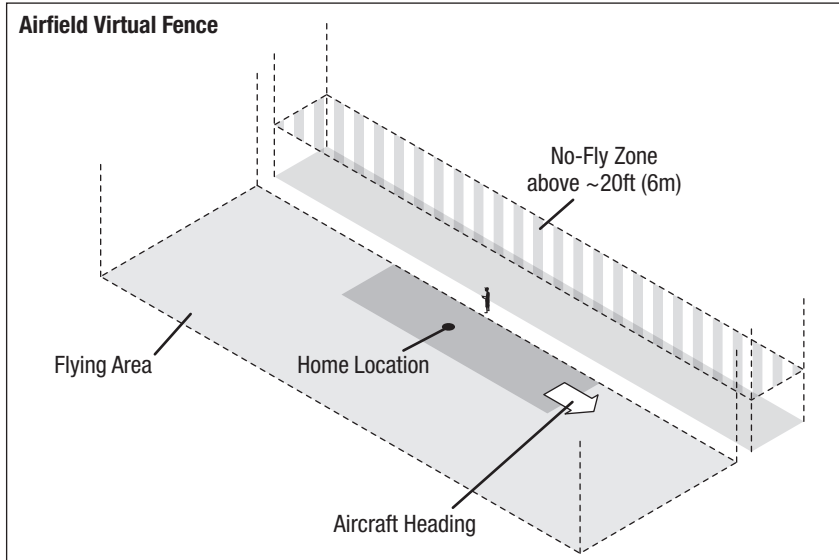 Airfield Virtual Fence
No-Fly Zone
above ~20ft (6m)
Flying Area
Home Location
Aircraft Heading